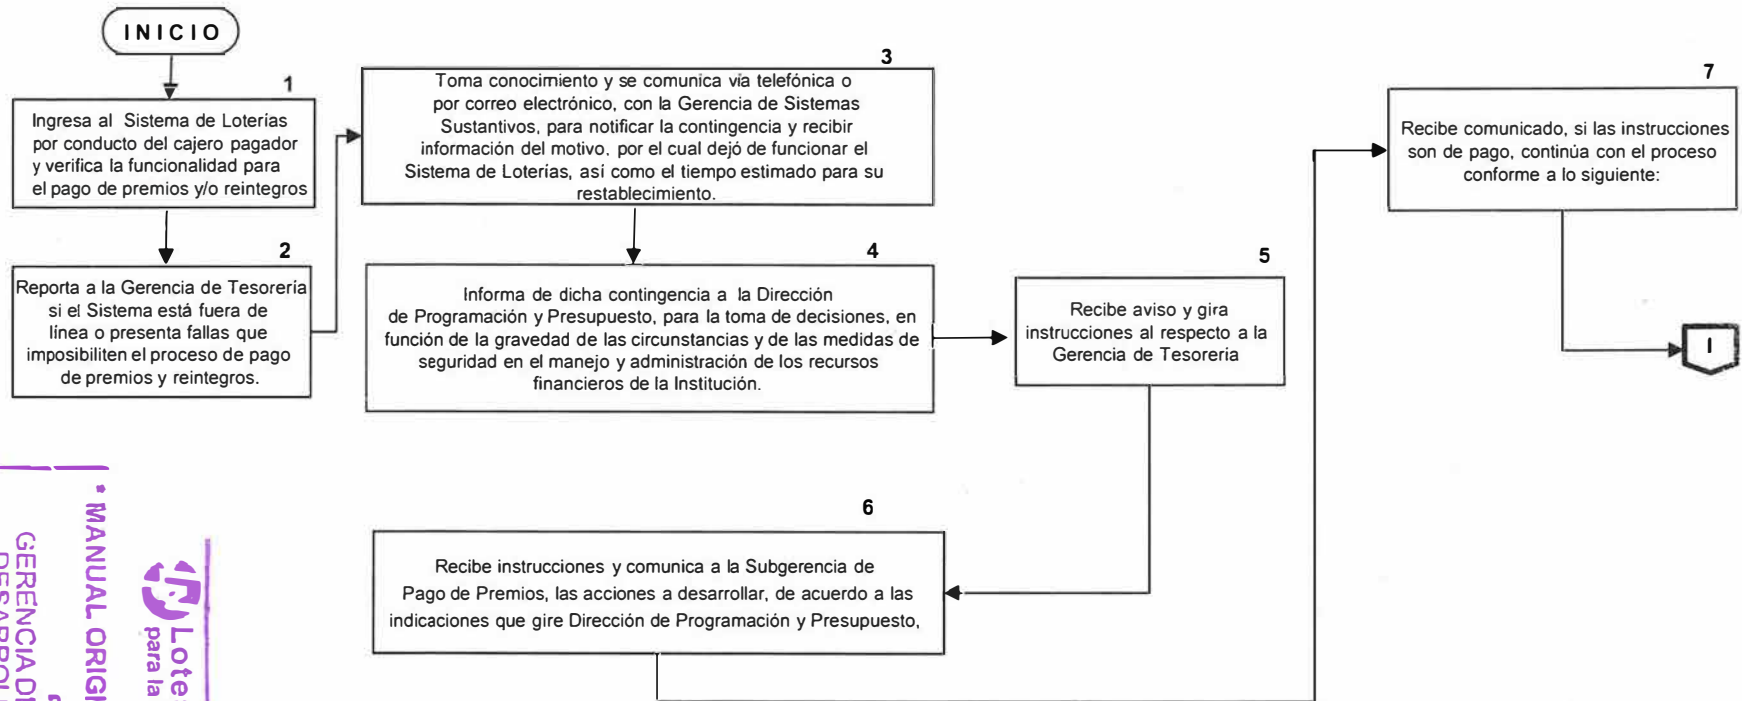 INICIO
1
Ingresa al Sistema de Loterías
por conducto del cajero pagador
y verifica la funcionalidad para
el pago de premios y/o reintegros
2
Reporta a la Gerencia de Tesorería
si el Sistema está fuera de
línea o presenta fallas que
imposibiliten el proceso de pago
de premios y reintegros.
3
Toma conocimiento y se comunica vía telefónica o
por correo electrónico, con la Gerencia de Sistemas
Sustantivos, para notificar la contingencia y recibir
información del motivo. por el cual dejó de funcionar el
Sistema de Loterías, así como el tiempo estimado para su
restablecimiento.
4
Informa de dicha contingencia a la Dirección
de Programación y Presupuesto, para la toma de decisiones, en
función de la gravedad de las circunstancias y de las medidas de
seguridad en el manejo y administración de los recursos
financieros de la Institución.
5
Recibe aviso y gira
instrucciones al respecto a la
Gerencia de Tesorería
6
Recibe instrucciones y comunica a la Subgerencia de
Pago de Premios, las acciones a desarrollar, de acuerdo a las
indicaciones que gire Dirección de Programación y Presupuesto,
7
Recibe comunicado, si las instrucciones
son de pago, continúa con el proceso
conforme a lo siguiente:
I
Lote
para la
* MANUAL ORIGI
GERENCIA DE
DESARROL